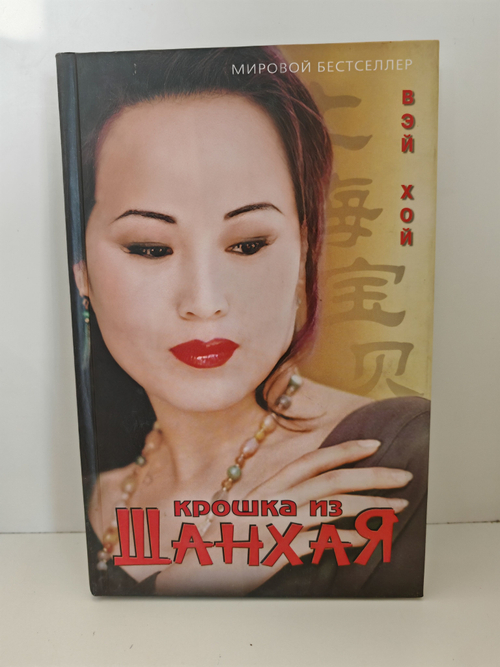 МИРОВОЙ БЕСТСЕЛЛЕР
ВЭЙ ХОЙ
上海宝贝
крошка из
ШАНХАЯ